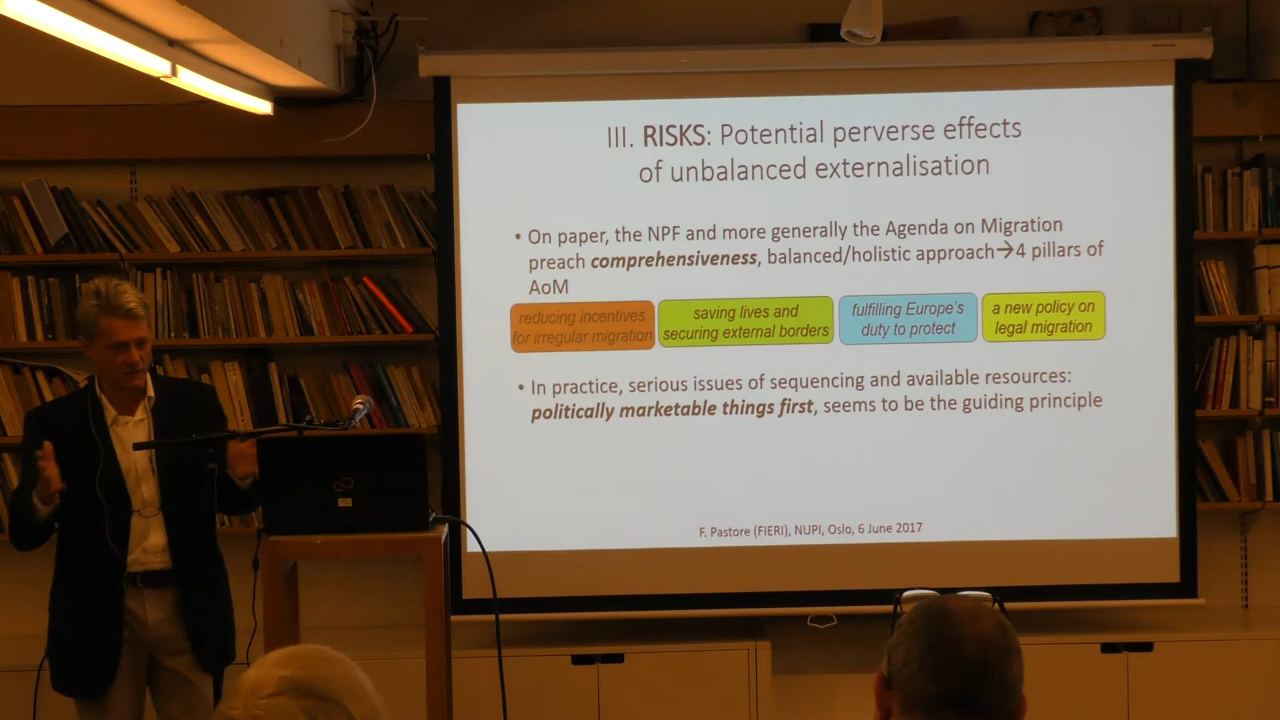 III. RISKS: Potential perverse effects
of unbalanced externalisation
• On paper, the NPF and more generally the Agenda on Migration
preach comprehensiveness, balanced/holistic approach→4 pillars of
AoM
reducing incentives
for irregular migration
saving lives and
securing external borders
fulfilling Europe's
duty to protect
a new policy on
legal migration
• In practice, serious issues of sequencing and available resources:
politically marketable things first, seems to be the guiding principle
F. Pastore (FIERI), NUPI, Oslo, 6 June 2017